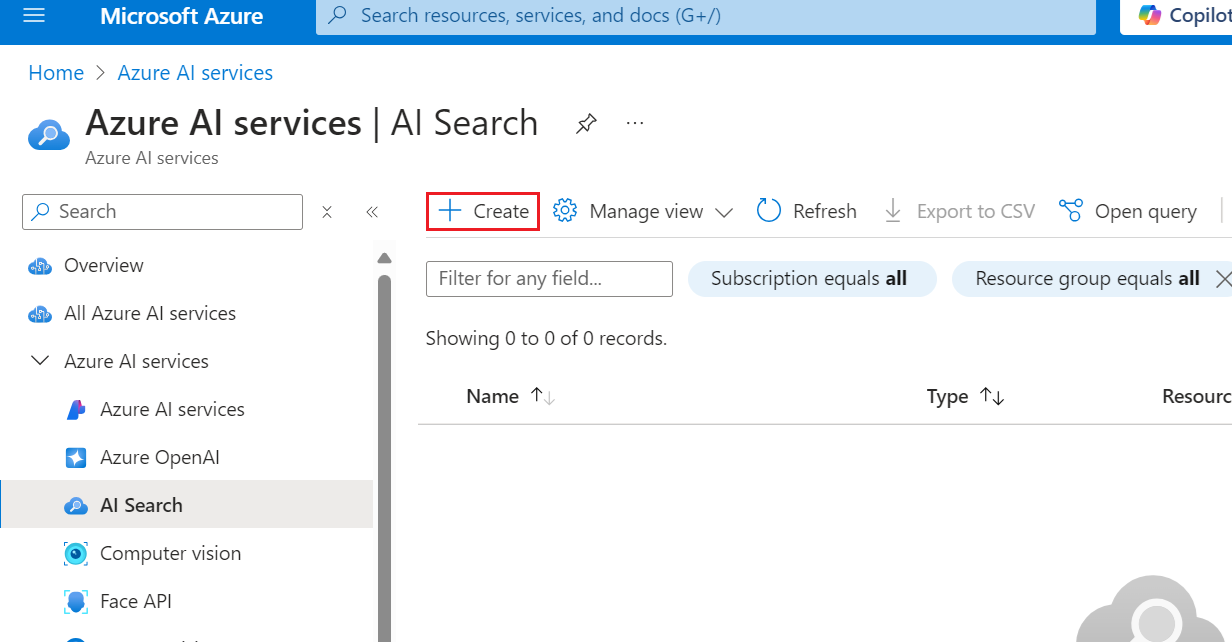 Microsoft Azure
Search resources, services, and docs (G+/)
Copilot
Home > Azure AI services
Azure AI services | AI Search
Azure AI services
Search
Create
Manage view
Refresh
Export to CSV
Open query
Overview
All Azure AI services
Azure AI services
Azure AI services
Azure OpenAI
AI Search
Computer vision
Face API
Filter for any field...
Subscription equals all
Resource group equals all
Showing 0 to 0 of 0 records.
Name
Type
Resourc